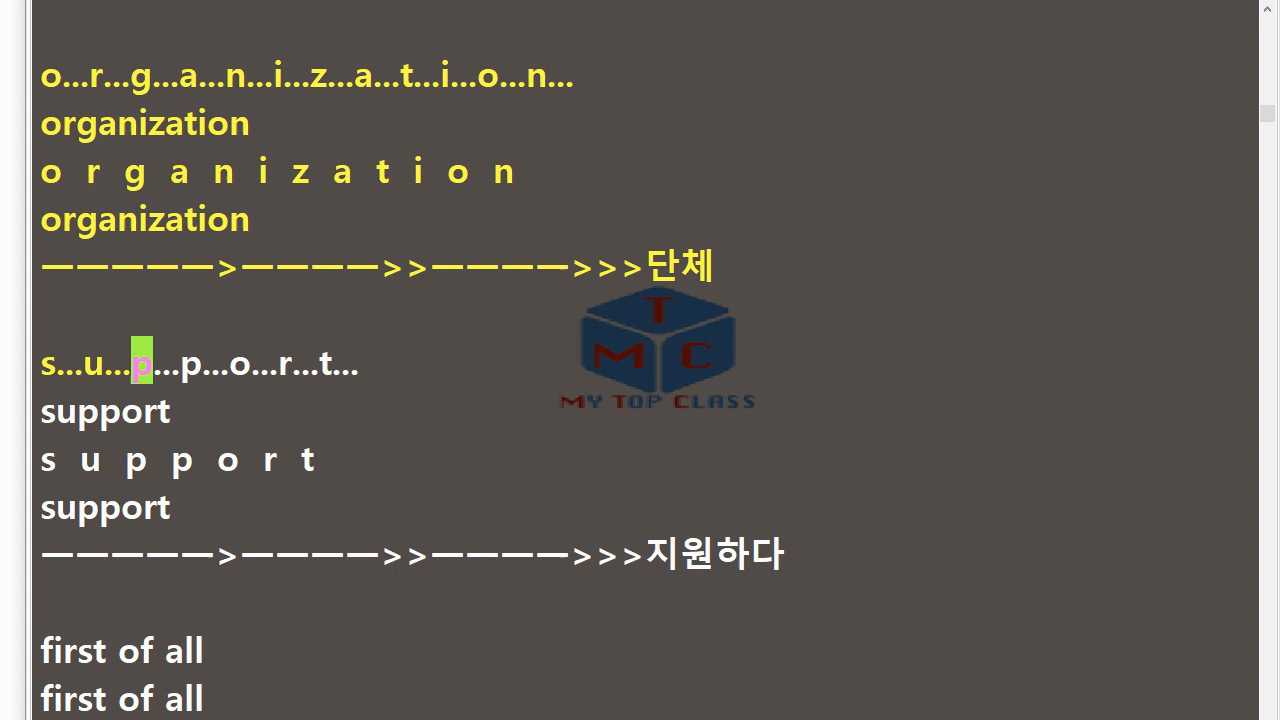 o...r...g...a...n...i...z...a...t...i...o...n...
organization
o r g a n i z a t i o n
organization
—————>————>>————>>>단체
T
M C
MY TOP CLASS
s...u...p...p...o...r...t...
support
s u p p o r t
support
—————>————>>————>>>지원하다
first of all
first of all